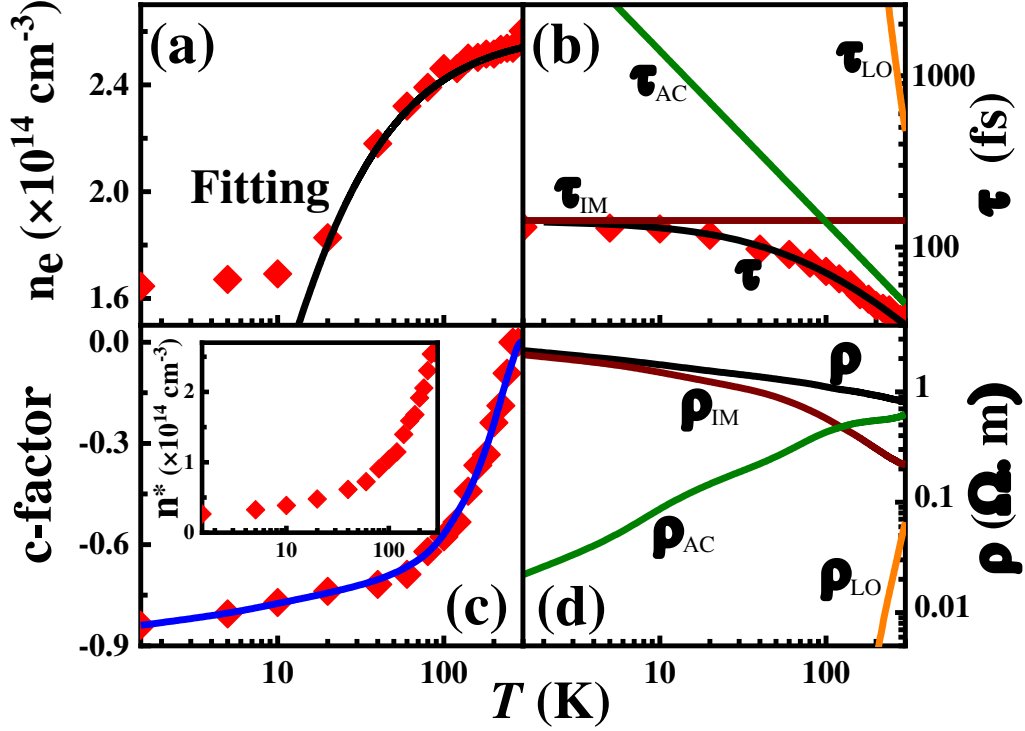 (a)
n_e (×10^14 cm^-3)
2.4
2.0
1.6
Fitting
(b)
τ_AC
τ_LO
τ_IM
τ
1000
100
τ (fs)
c-factor
0.0
-0.3
-0.6
-0.9
n* (×10^14 cm^-3)
2
1
0
10
100
(c)
10
100
ρ
ρ_IM
ρ_AC
ρ_LO
(d)
1
0.1
0.01
ρ (Ω. m)
10
100
T (K)